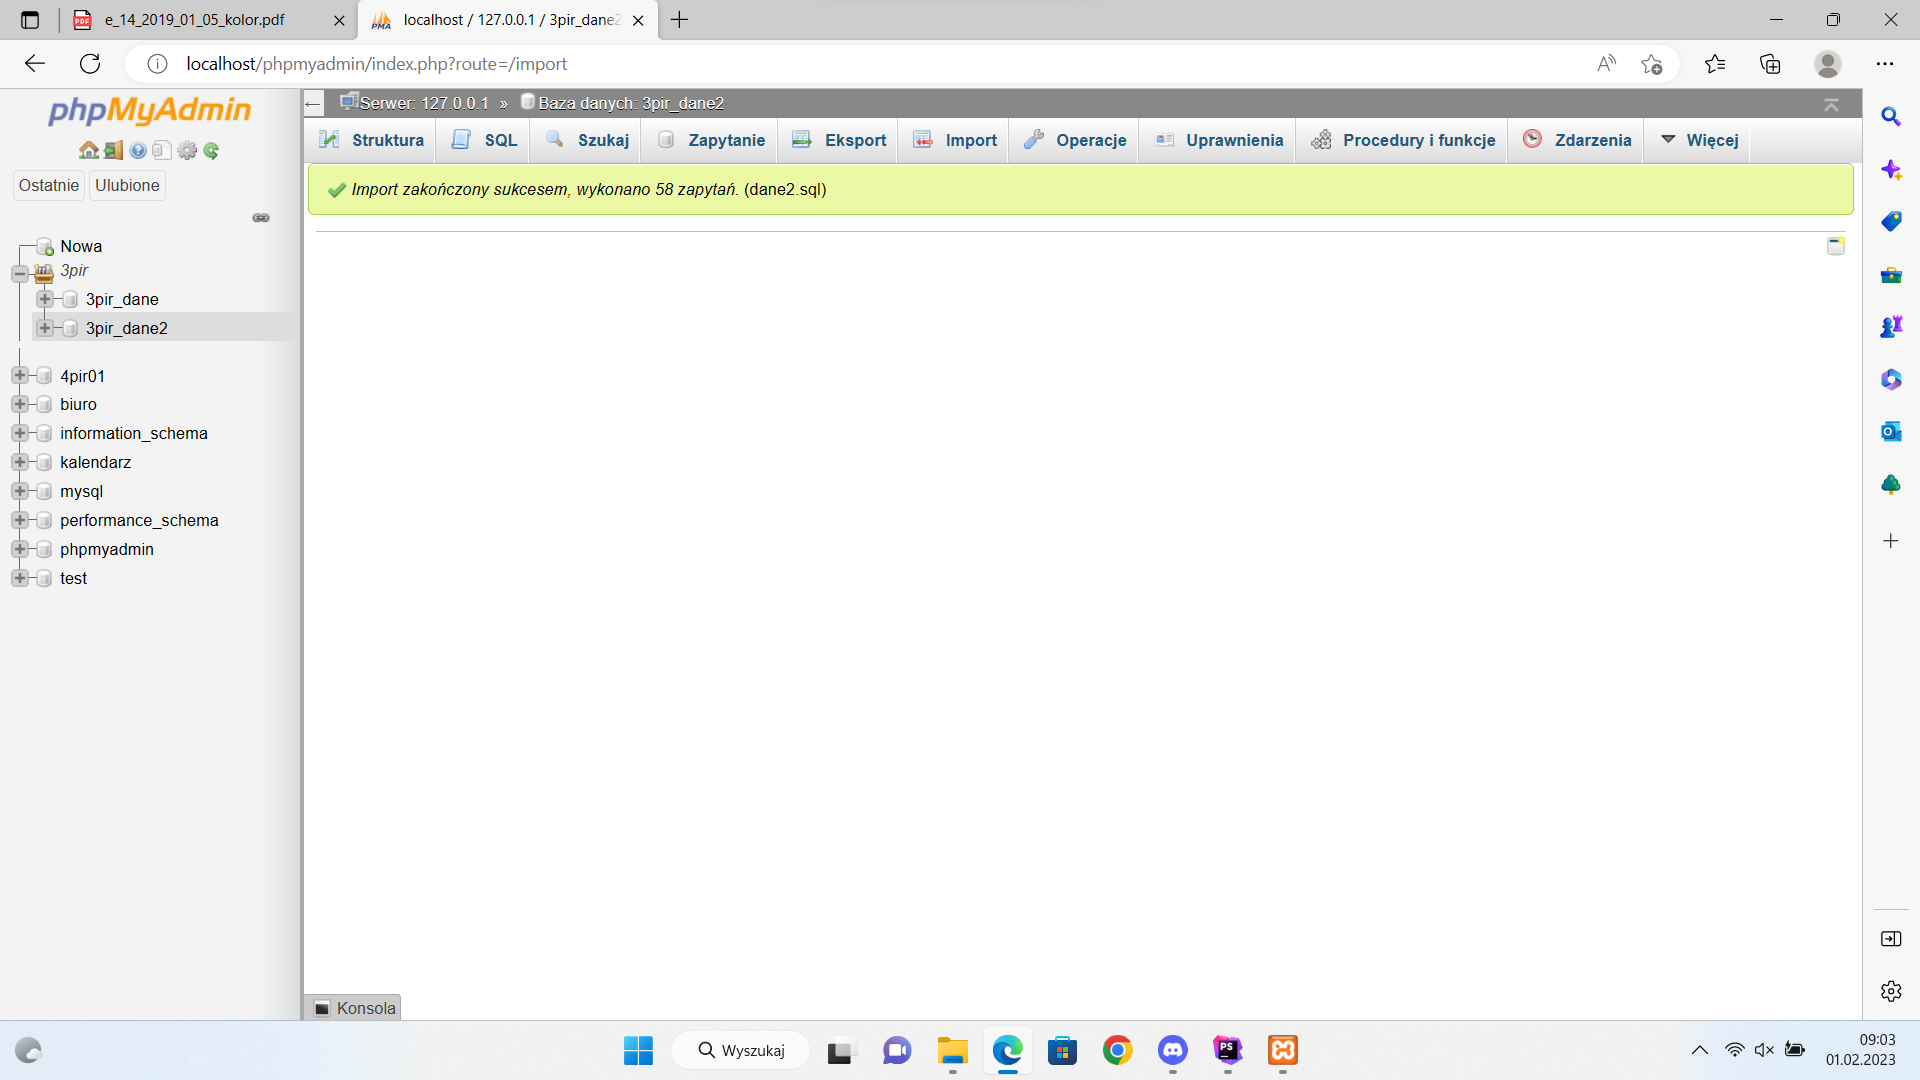 e_14_2019_01_05_kolor.pdf
localhost / 127.0.0.1 / 3pir_dane2
localhost/phpmyadmin/index.php?route=/import
phpMyAdmin
Ostatnie
Ulubione
Nowa
3pir
3pir_dane
3pir_dane2
4pir01
biuro
information_schema
kalendarz
mysql
performance_schema
phpmyadmin
test
Serwer: 127.0.0.1 » Baza danych: 3pir_dane2
Struktura
SQL
Szukaj
Zapytanie
Eksport
Import
Operacje
Uprawnienia
Procedury i funkcje
Zdarzenia
Więcej
Import zakończony sukcesem, wykonano 58 zapytań. (dane2.sql)
Konsola
Wyszukaj
09:03
01.02.2023